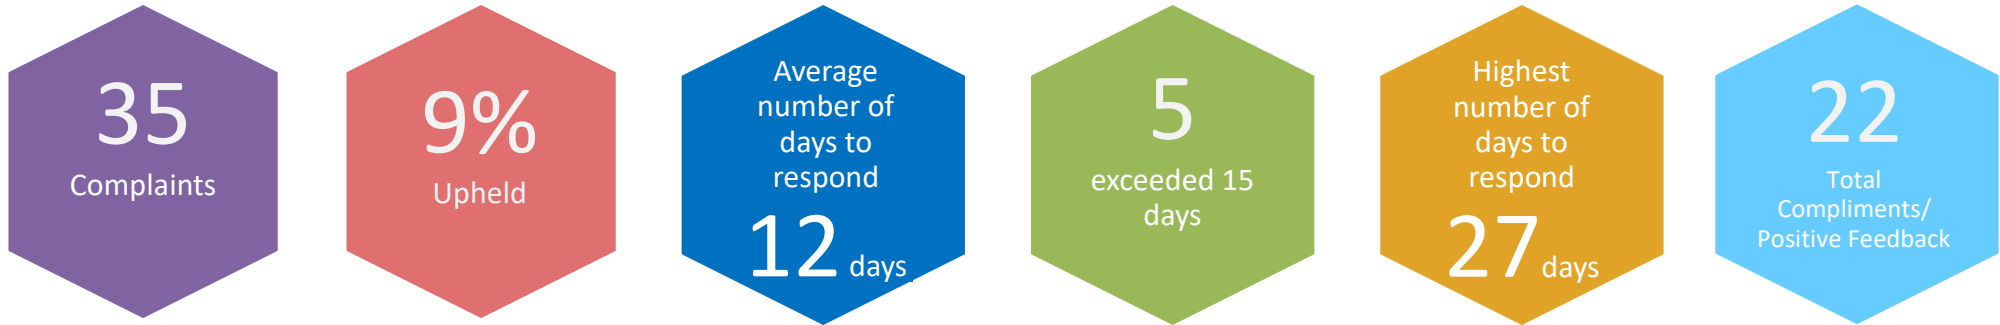 35
Complaints
9%
Upheld
Average
number of
days to
respond
12 days
5
exceeded 15
days
Highest
number of
days to
respond
27 days
22
Total
Compliments/
Positive Feedback